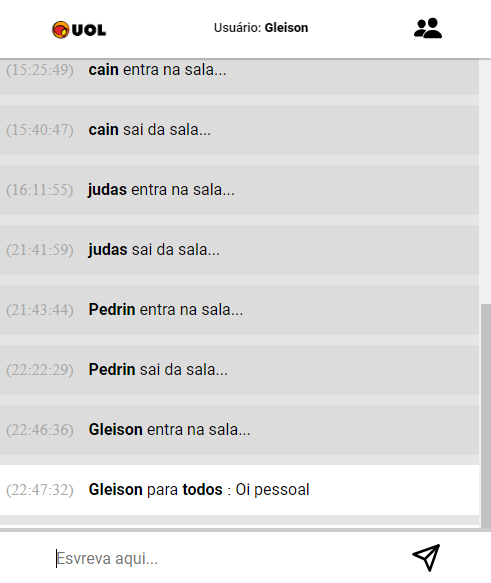 UOL
Usuário: Gleison
(15:25:49) cain entra na sala...
(15:40:47) cain sai da sala...
(16:11:55) judas entra na sala...
(21:41:59) judas sai da sala...
(21:43:44) Pedrin entra na sala...
(22:22:29) Pedrin sai da sala...
(22:46:36) Gleison entra na sala...
(22:47:32) Gleison para todos : Oi pessoal
Esvreva aqui...